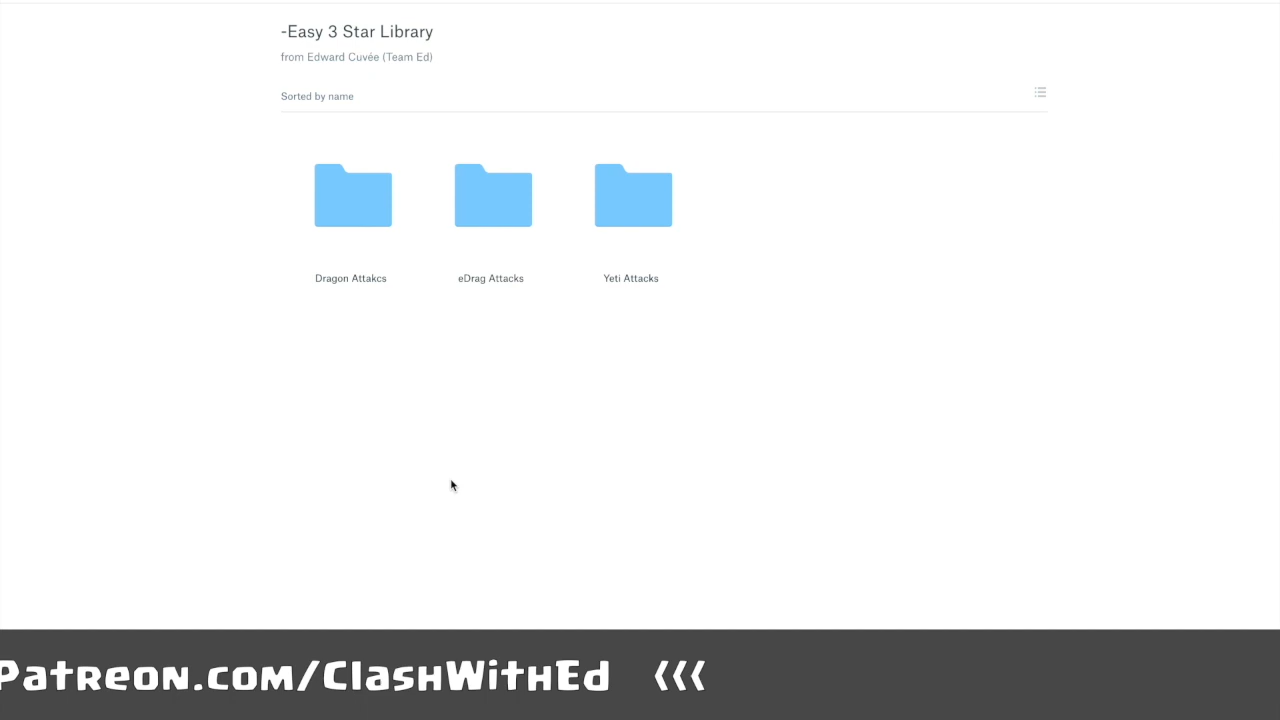 -Easy 3 Star Library
from Edward Cuvée (Team Ed)
Sorted by name
Dragon Attakcs
eDrag Attacks
Yeti Attacks
Patreon.com/ClashWithEd <<<